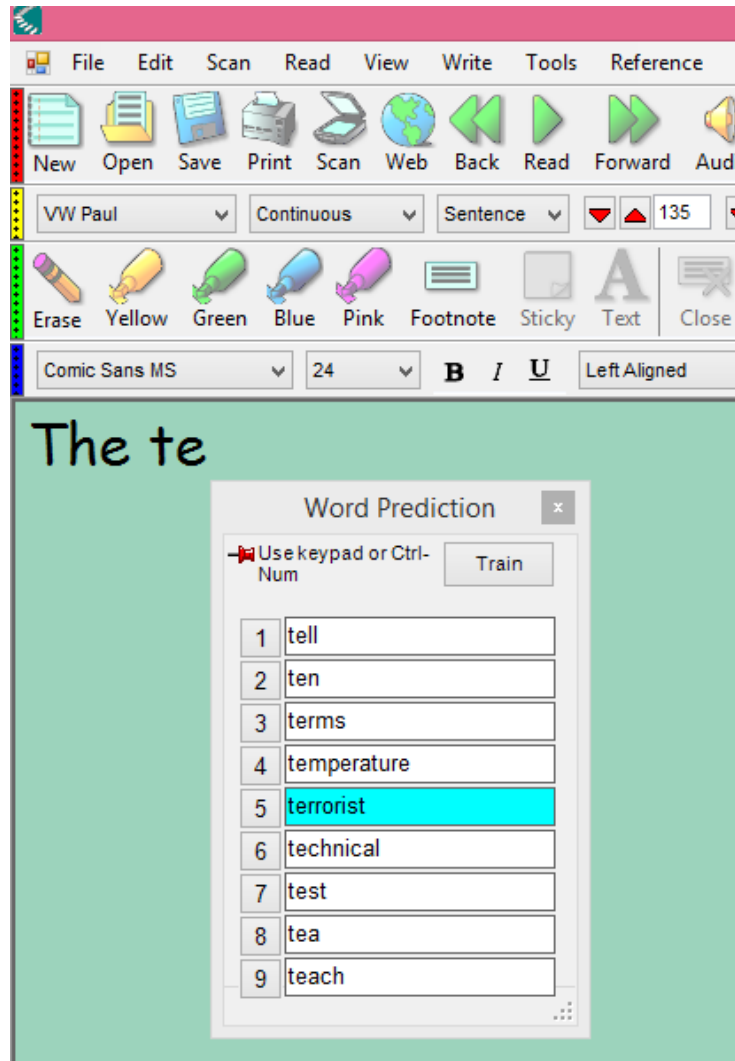 File Edit Scan Read View Write Tools Reference
New Open Save Print Scan Web Back Read Forward Aud
VW Paul Continuous Sentence 135
Erase Yellow Green Blue Pink Footnote Sticky Text Close
Comic Sans MS 24 B I U Left Aligned
The te
Word Prediction x
Use keypad or Ctrl-
Num
Train
1 tell
2 ten
3 terms
4 temperature
5 terrorist
6 technical
7 test
8 tea
9 teach